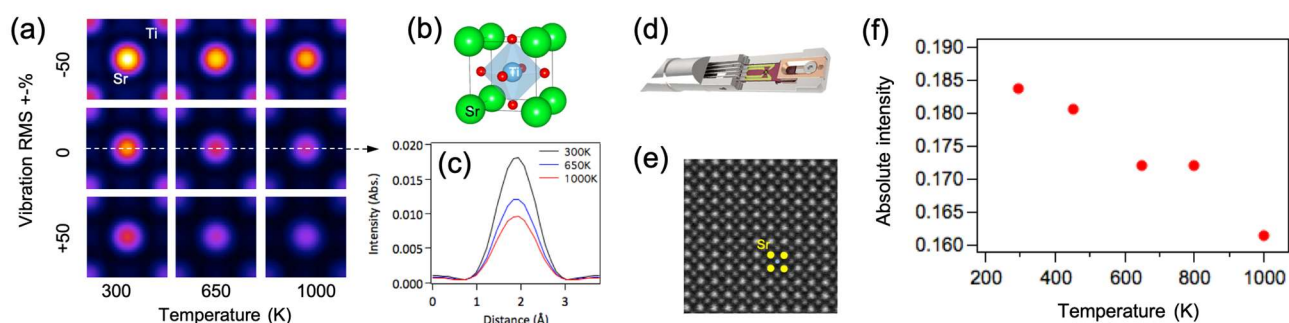 (a)
Ti
Sr
Vibration RMS +-%
-50
0
+50
300
650
1000
Temperature (K)
(b)
Ti
Sr
(c)
0.020
0.015
0.010
0.005
0.000
Intensity (Abs.)
300K
650K
1000K
0
1
2
3
Distance (Å)
(d)
(e)
Sr
(f)
0.190
0.185
0.180
0.175
0.170
0.165
0.160
Absolute intensity
200
400
600
800
1000
Temperature (K)